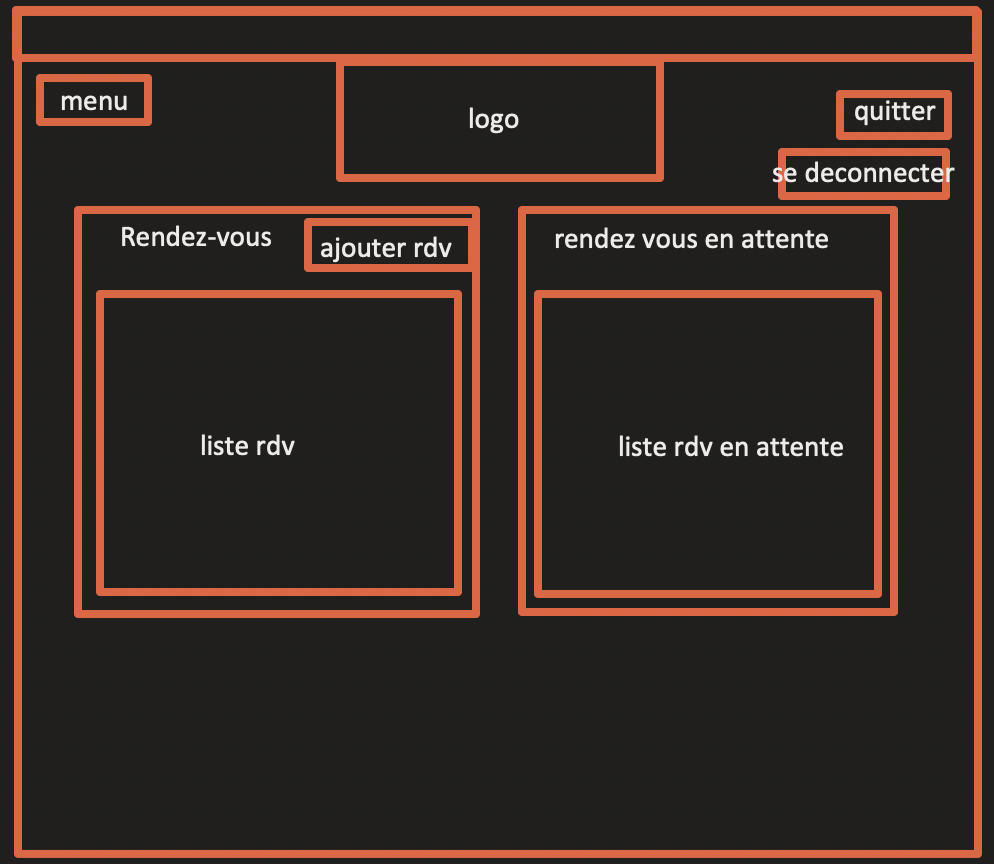 menu
logo
quitter
se deconnecter
Rendez-vous
ajouter rdv
rendez vous en attente
liste rdv
liste rdv en attente